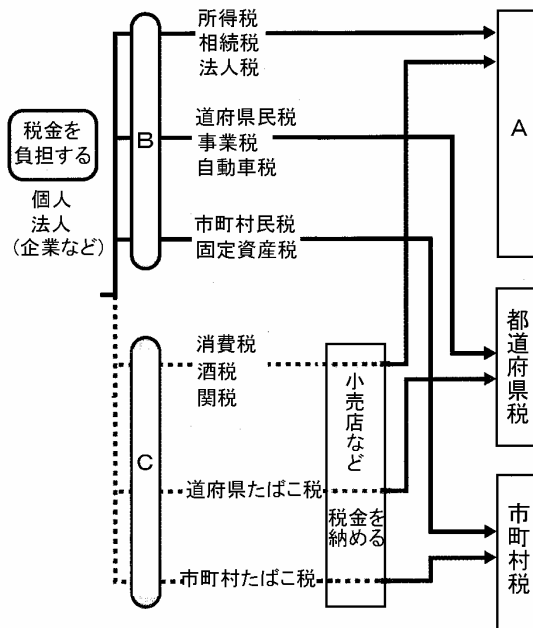 税金を
負担する
個人
法人
(企業など)
B
所得税
相続税
法人税
道府県民税
事業税
自動車税
市町村民税
固定資産税
C
消費税
酒税
関税
道府県たばこ税
市町村たばこ税
小売店など
税金を
納める
A
都道府県税
市町村税